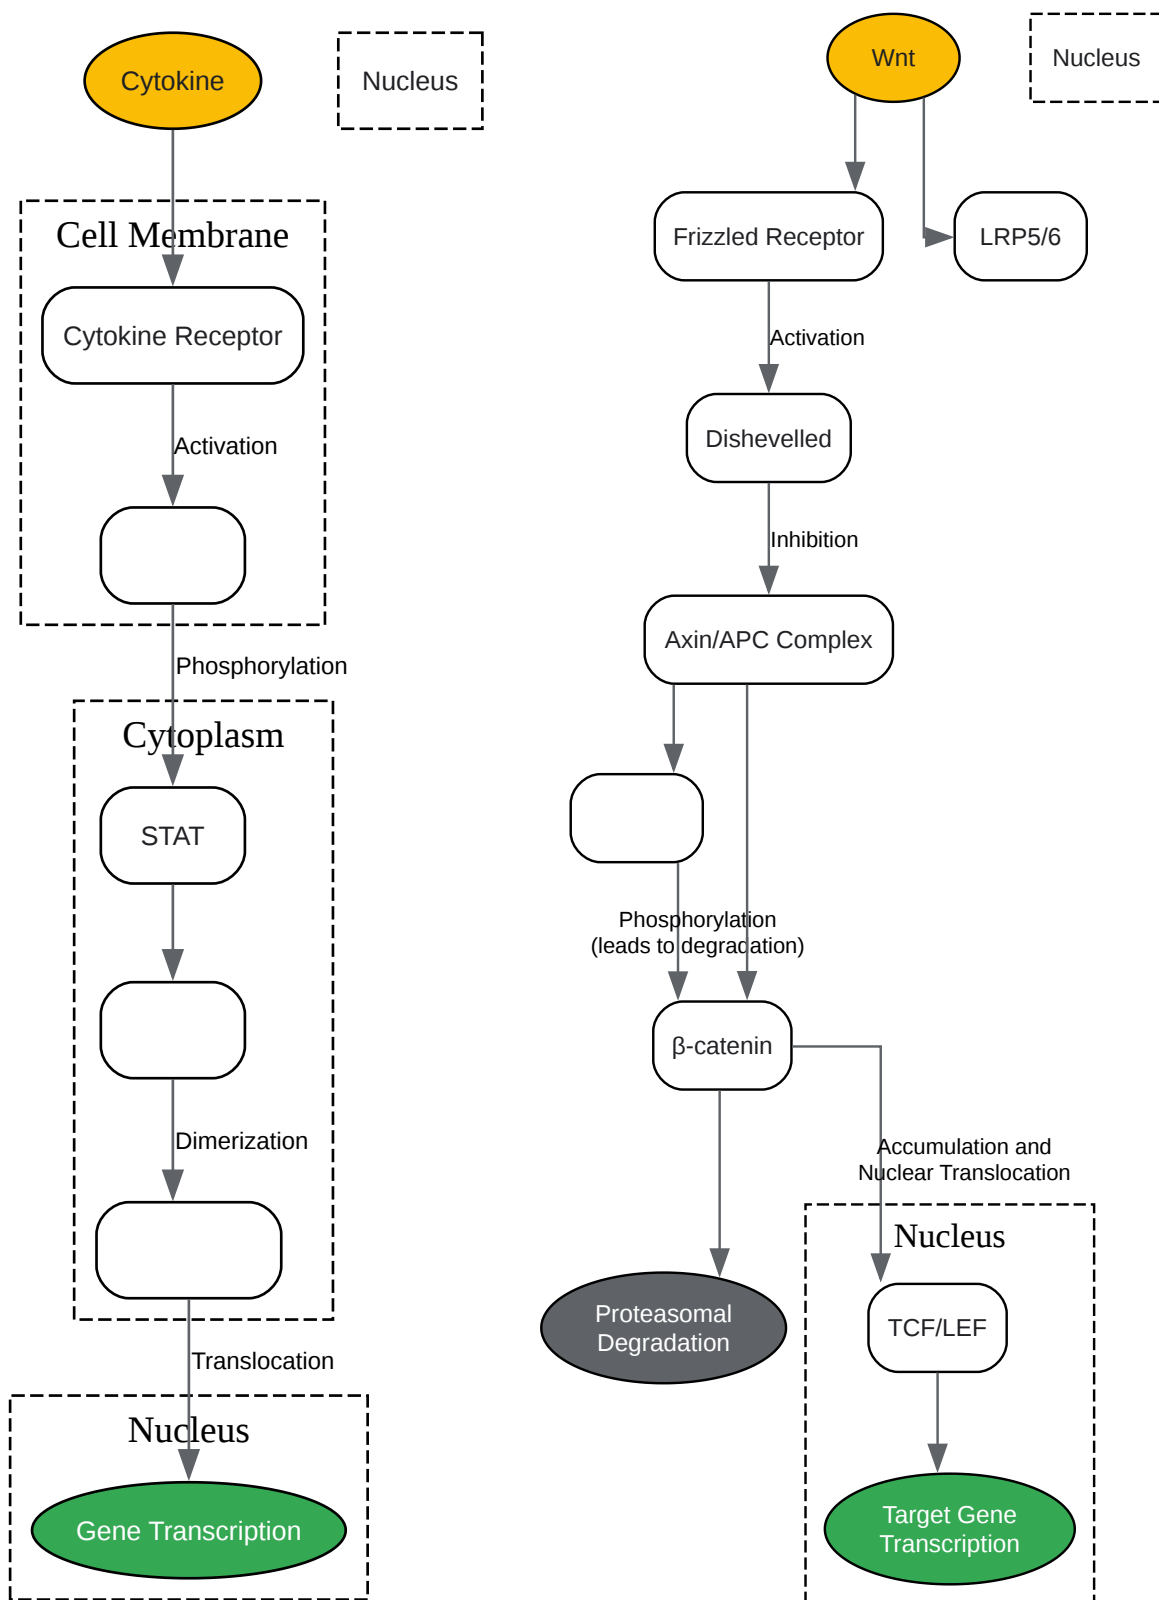 Cytokine
Nucleus
Cell Membrane
Cytokine Receptor
Activation
Phosphorylation
Cytoplasm
STAT
Dimerization
Translocation
Nucleus
Gene Transcription
Wnt
Nucleus
Frizzled Receptor
LRP5/6
Activation
Dishevelled
Inhibition
Axin/APC Complex
Phosphorylation
(leads to degradation)
β-catenin
Accumulation and
Nuclear Translocation
Nucleus
Proteasomal
Degradation
TCF/LEF
Target Gene
Transcription